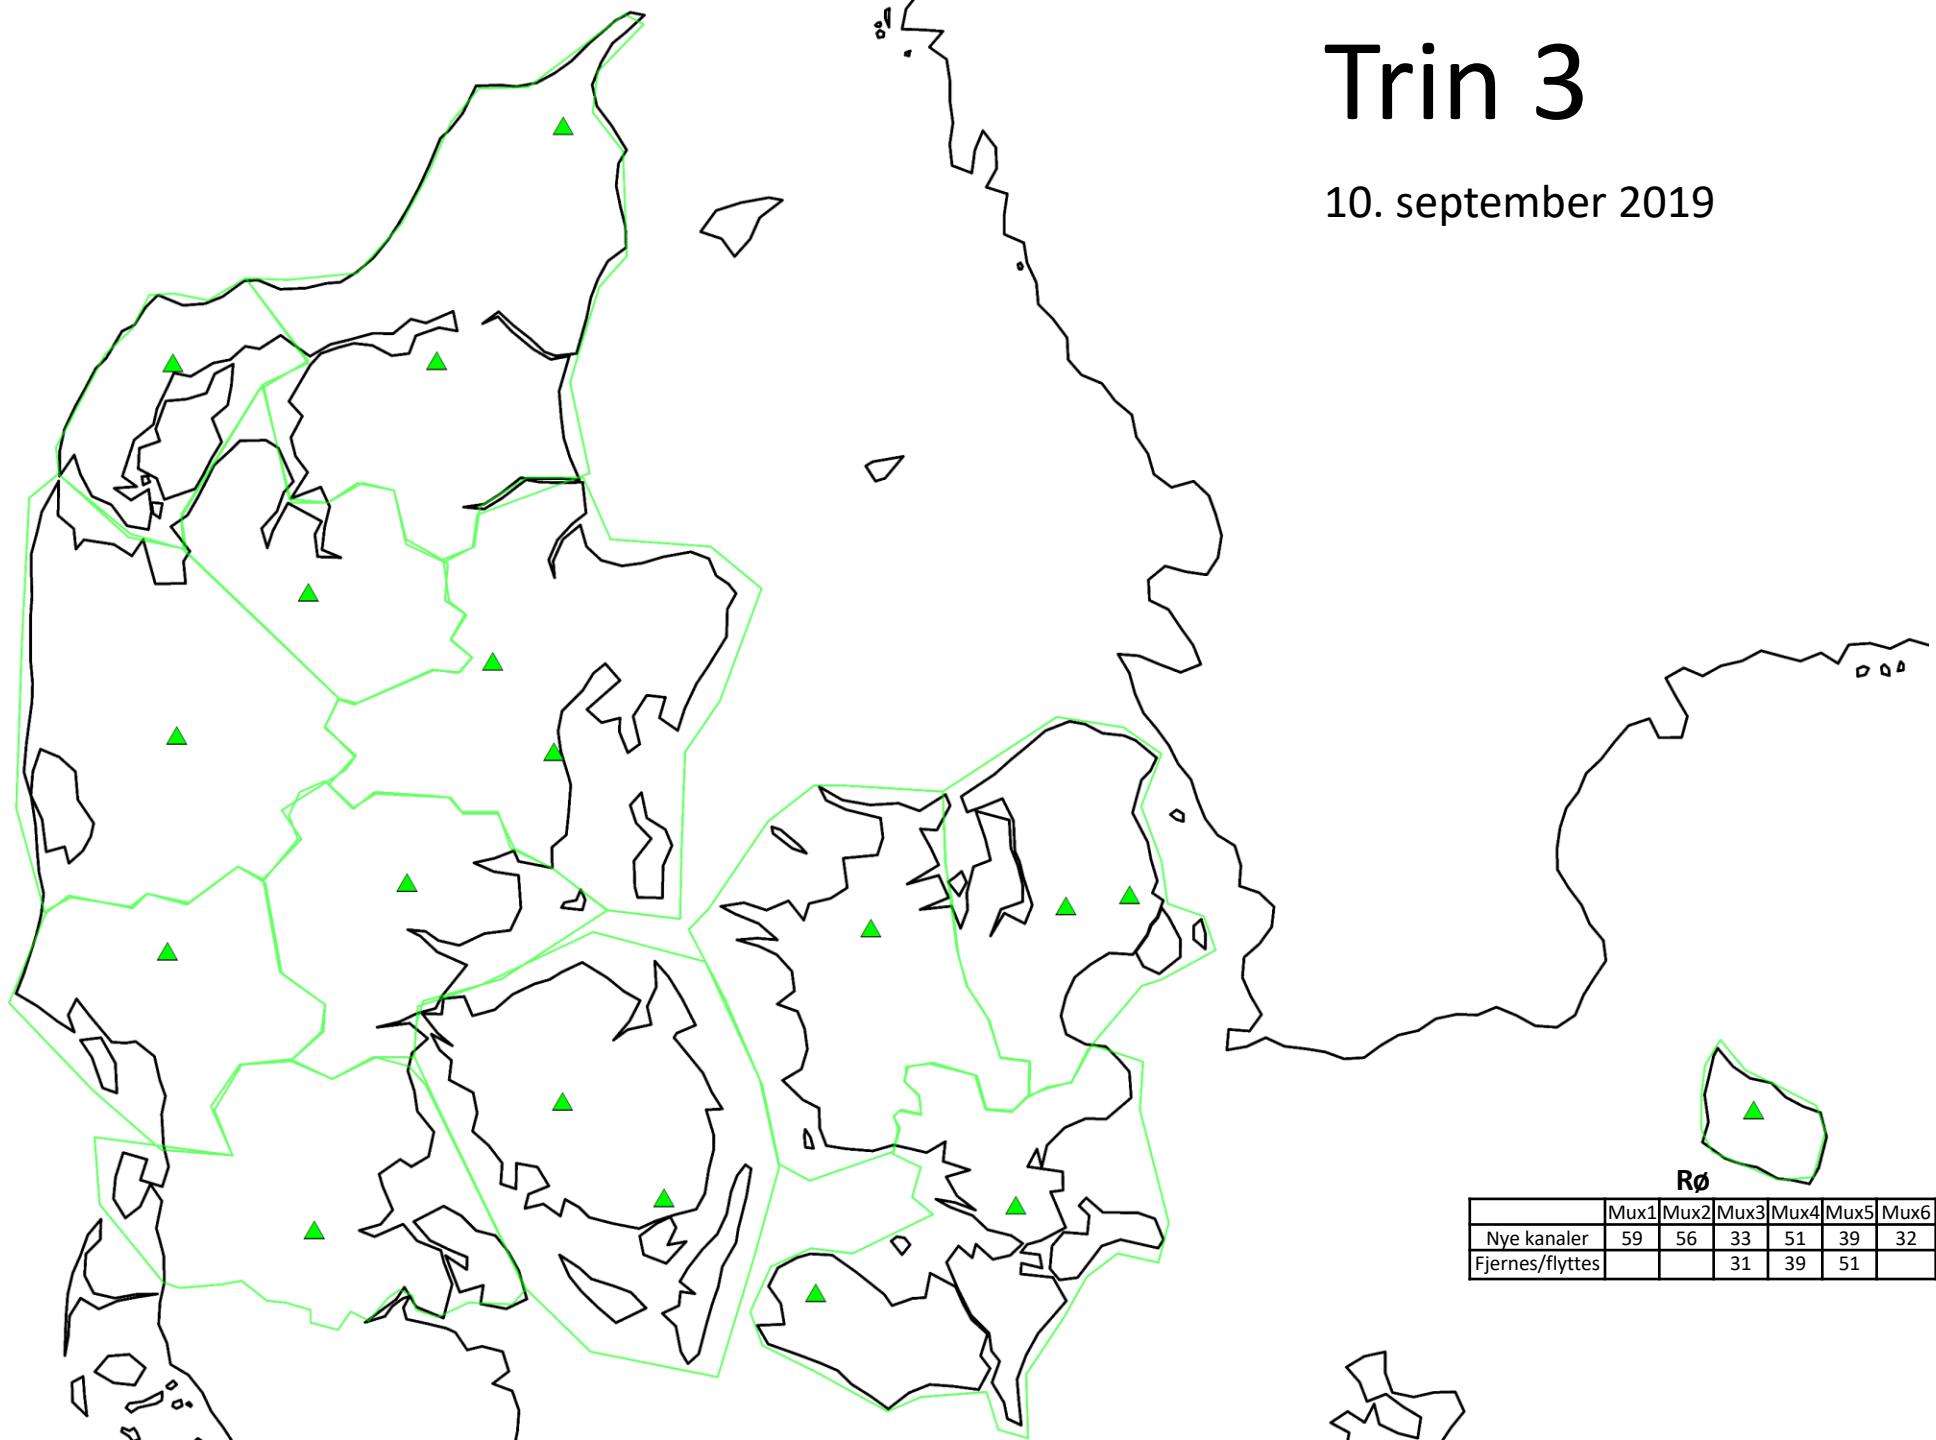 Trin 3
10. september 2019
Rø
Mux1 Mux2 Mux3 Mux4 Mux5 Mux6
Nye kanaler 59 56 33 51 39 32
Fjernes/flyttes 31 39 51